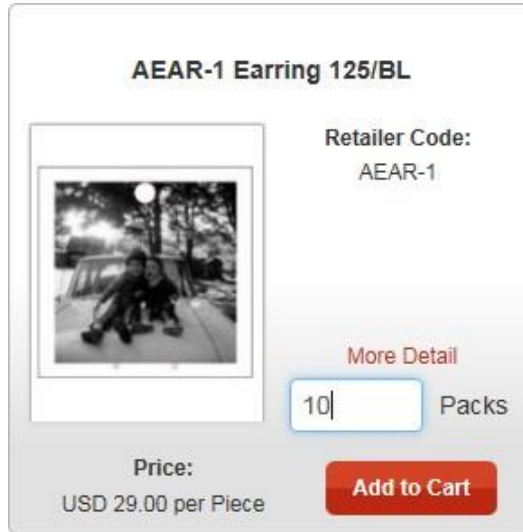 AEAR-1 Earring 125/BL
Retailer Code:
AEAR-1
More Detail
10 Packs
Price:
USD 29.00 per Piece
Add to Cart